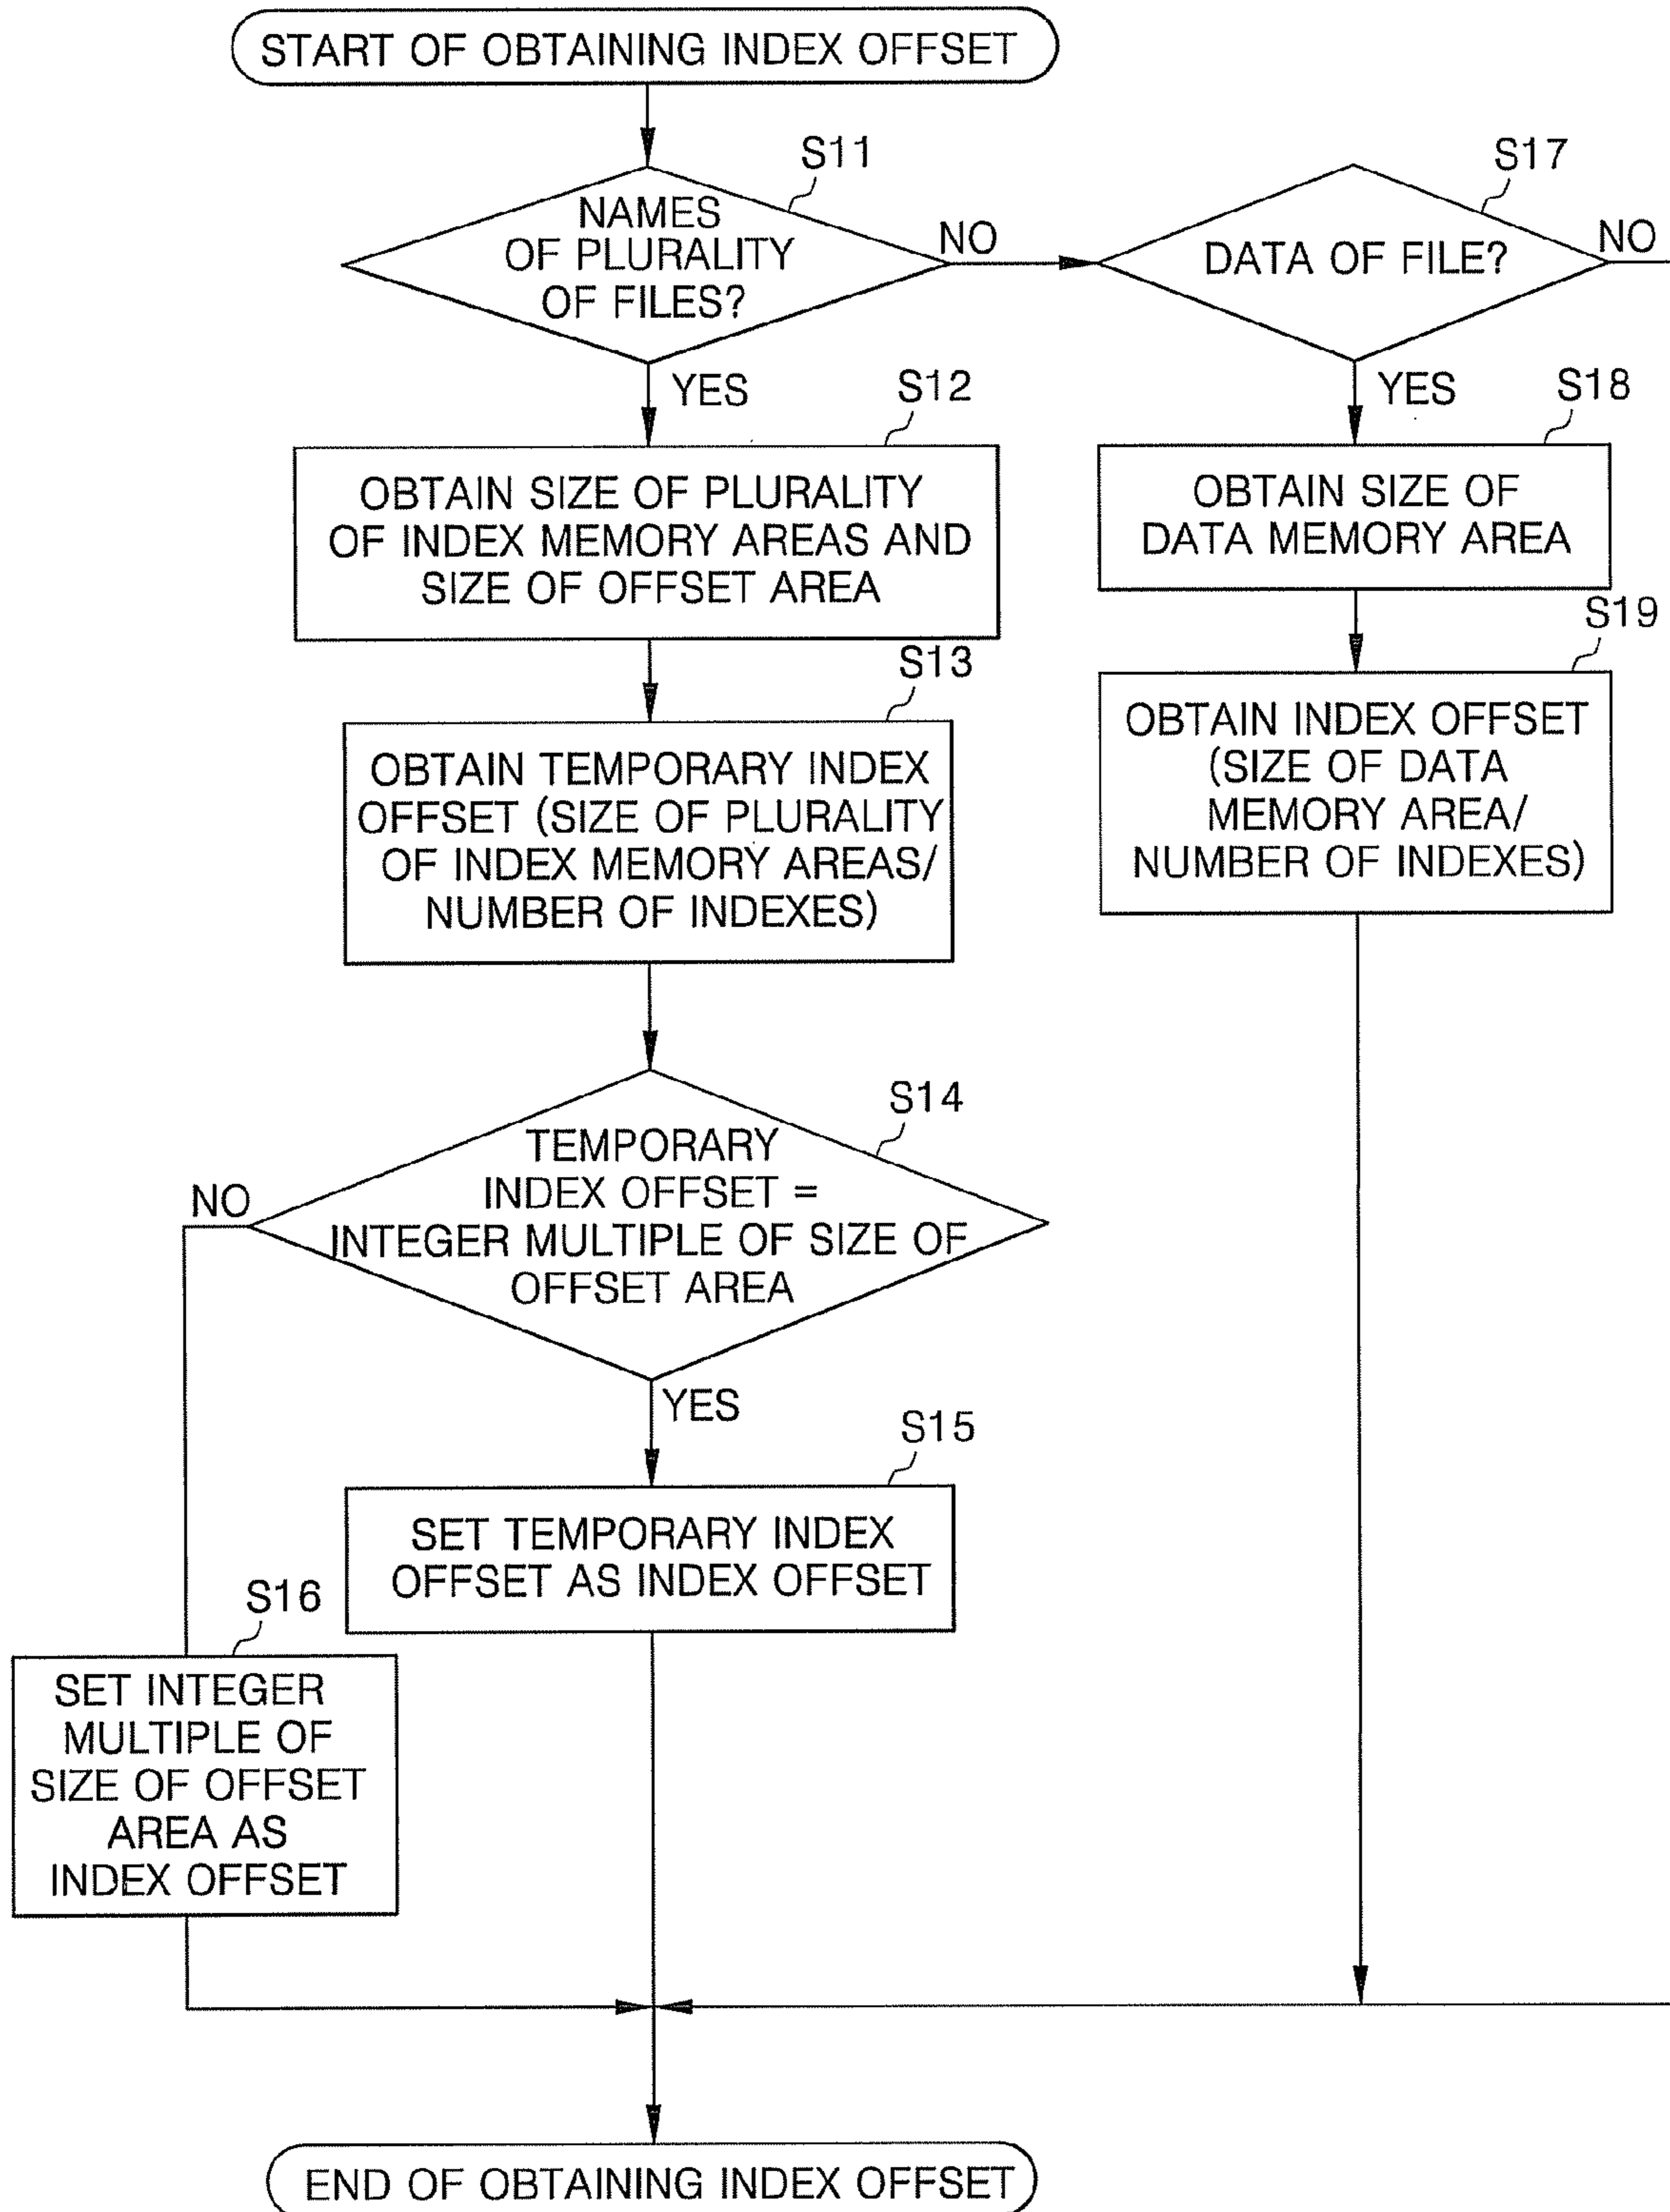 START OF OBTAINING INDEX OFFSET
S11
NAMES
OF PLURALITY
OF FILES?
NO
YES
S17
DATA OF FILE?
NO
YES
S12
OBTAIN SIZE OF PLURALITY
OF INDEX MEMORY AREAS AND
SIZE OF OFFSET AREA
S18
OBTAIN SIZE OF
DATA MEMORY AREA
S13
OBTAIN TEMPORARY INDEX
OFFSET (SIZE OF PLURALITY
OF INDEX MEMORY AREAS/
NUMBER OF INDEXES)
S19
OBTAIN INDEX OFFSET
(SIZE OF DATA
MEMORY AREA/
NUMBER OF INDEXES)
S14
TEMPORARY
INDEX OFFSET =
INTEGER MULTIPLE OF SIZE OF
OFFSET AREA
NO
YES
S15
SET TEMPORARY INDEX
OFFSET AS INDEX OFFSET
S16
SET INTEGER
MULTIPLE OF
SIZE OF OFFSET
AREA AS
INDEX OFFSET
END OF OBTAINING INDEX OFFSET